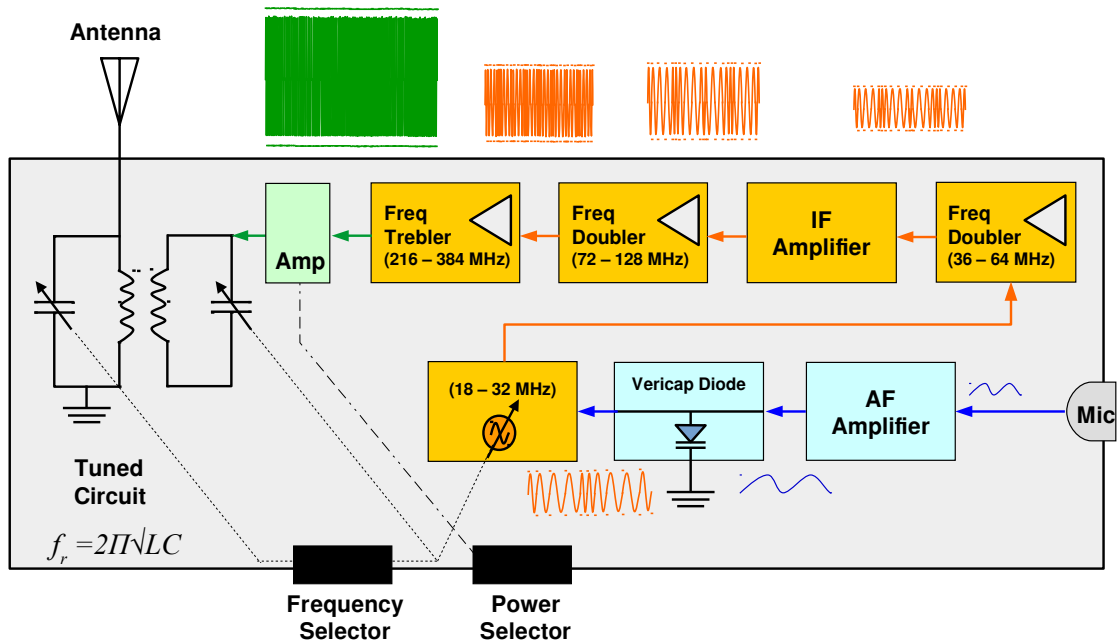 Antenna
Freq
Trebler
(216 – 384 MHz)
Freq
Doubler
(72 – 128 MHz)
IF
Amplifier
Freq
Doubler
(36 – 64 MHz)
Amp
(18 – 32 MHz)
Vericap Diode
AF
Amplifier
Mic
Tuned
Circuit
f_r =2Π√LC
Frequency
Selector
Power
Selector